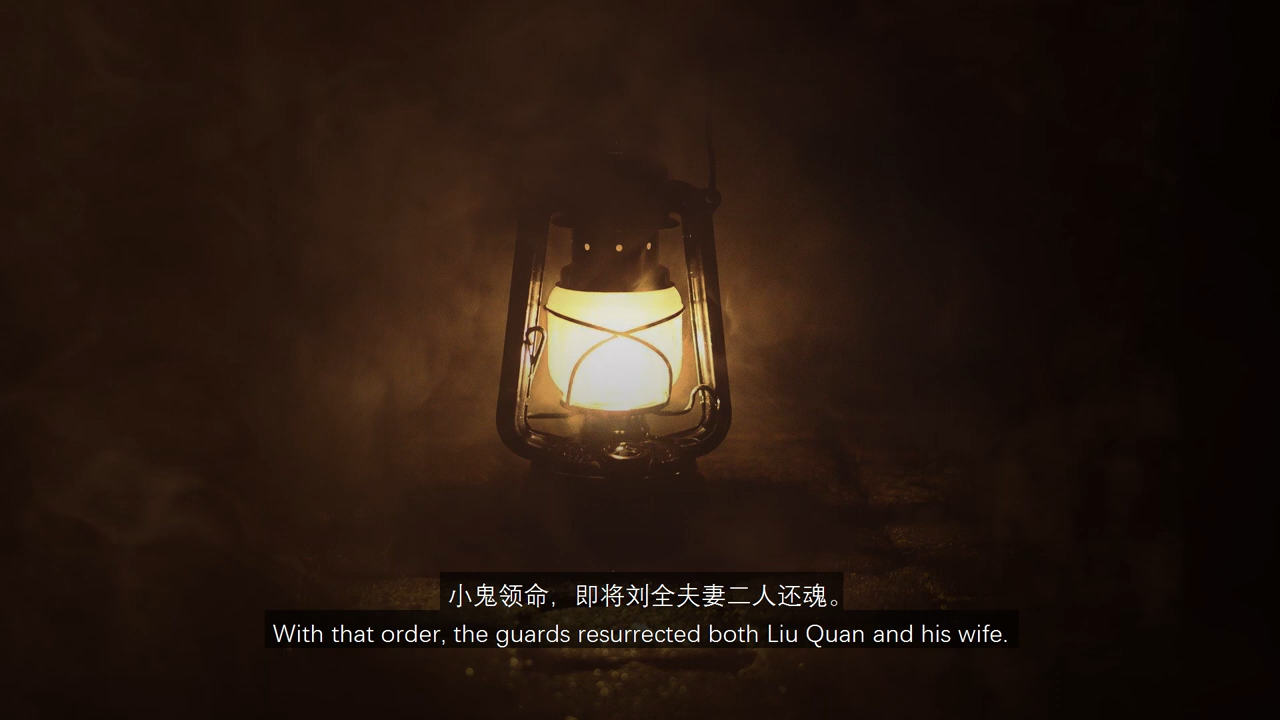 小鬼领命，即将刘全夫妻二人还魂。
With that order, the guards resurrected both Liu Quan and his wife.